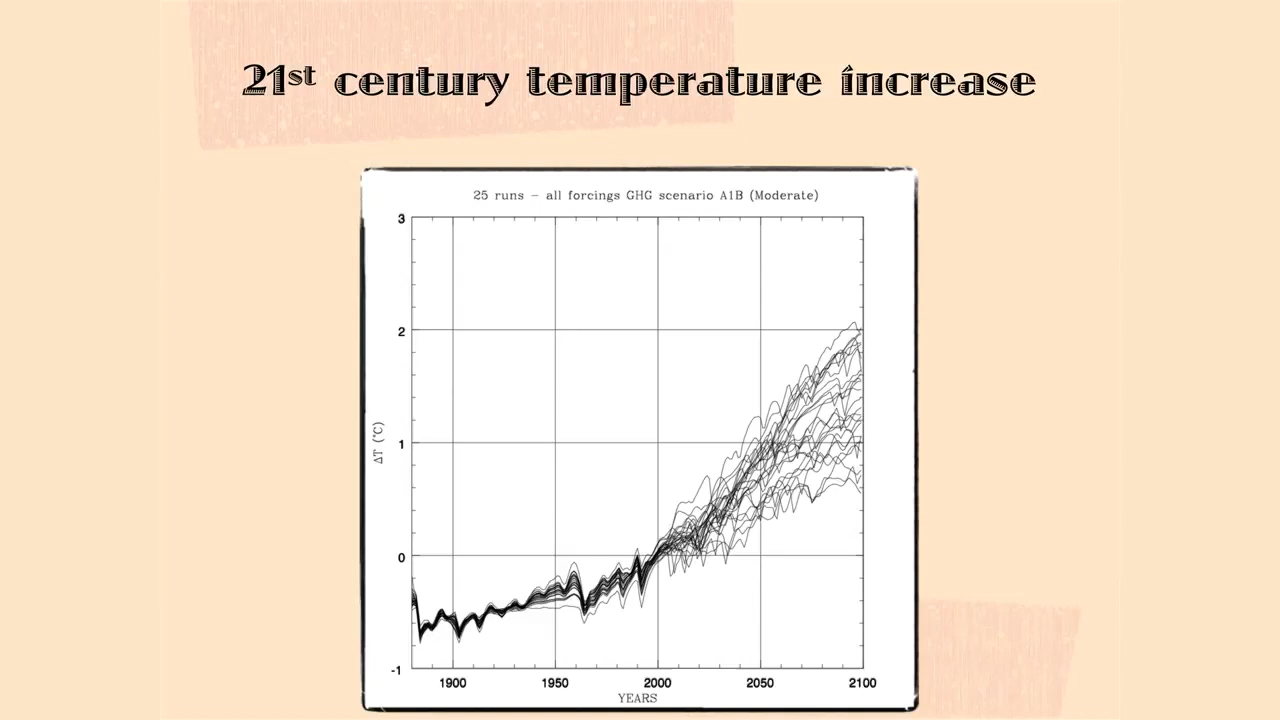 21st century temperature increase
25 runs – all forcings GHG scenario A1B (Moderate)
3
2
1
0
-1
ΔT (°C)
1900 1950 2000 2050 2100
YEARS